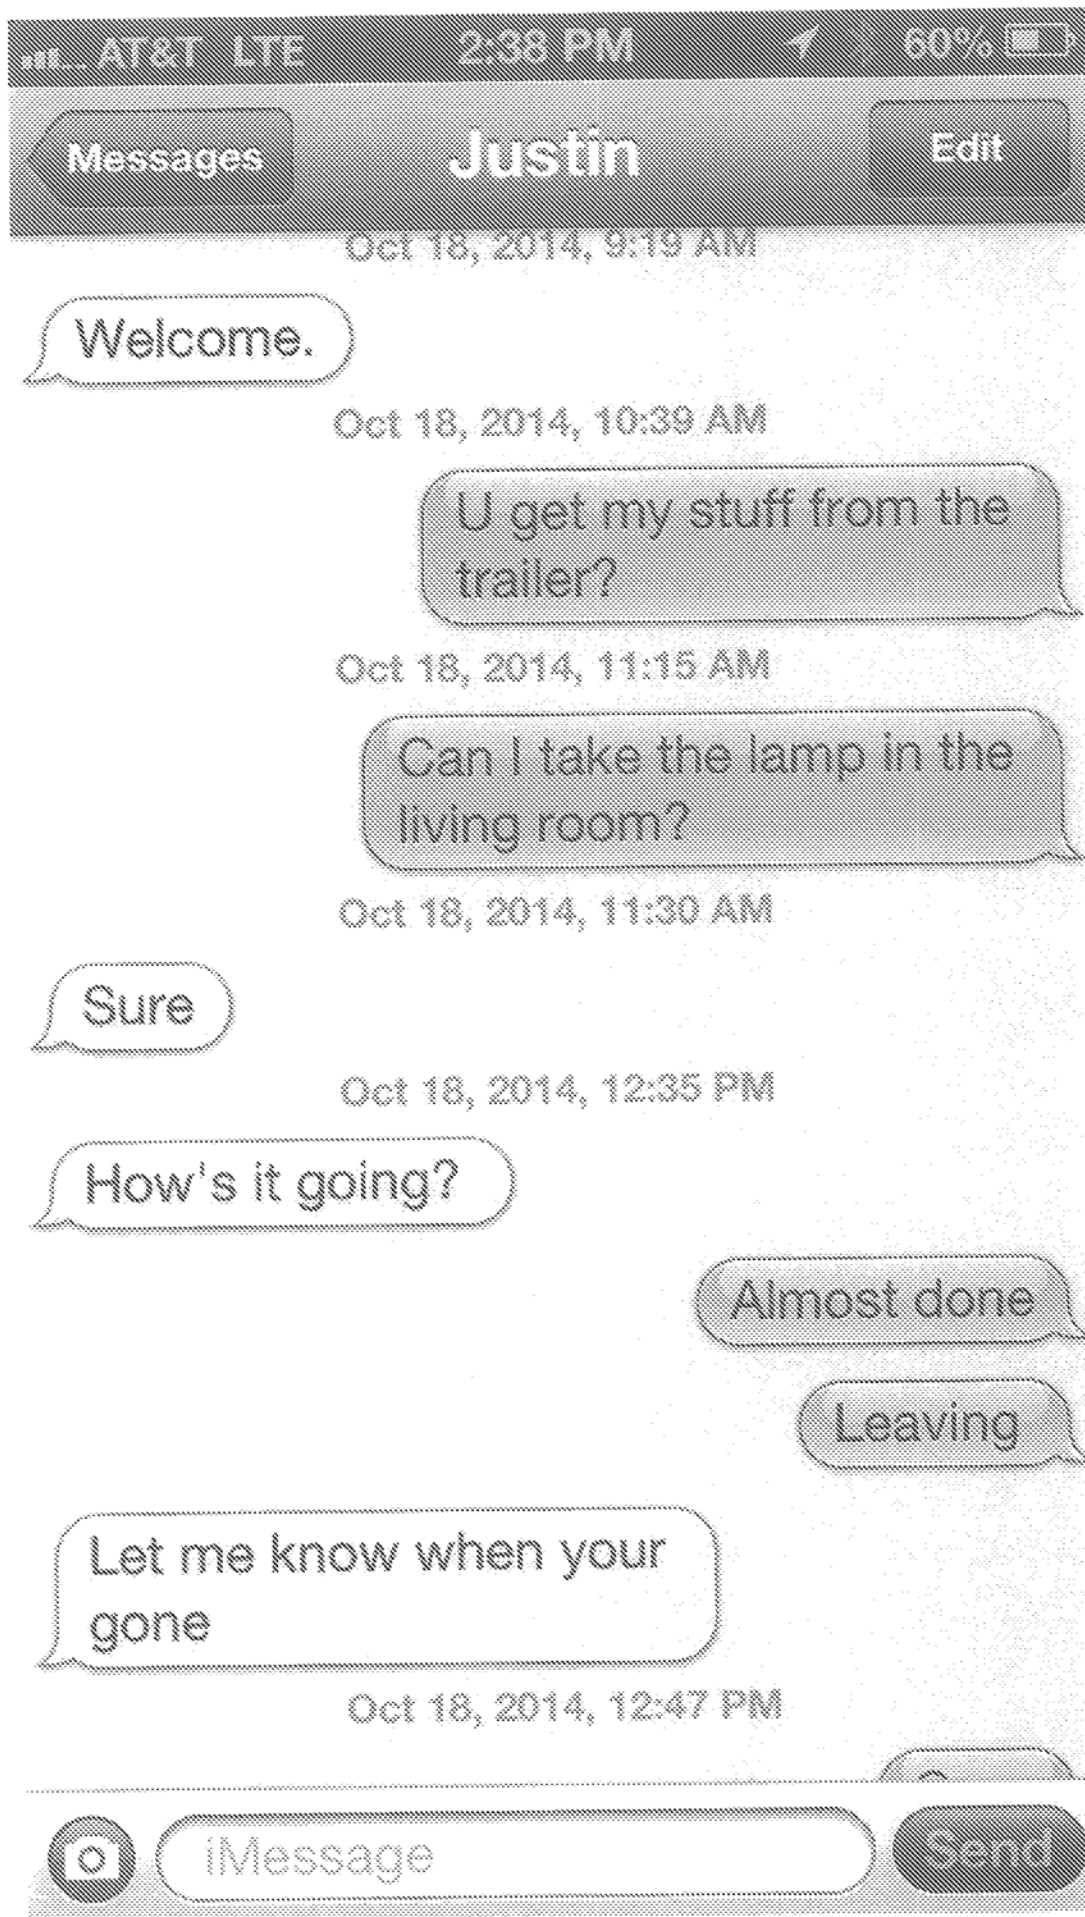 AT&T LTE 2:38 PM 60%
Messages Justin Edit
Oct 18, 2014, 9:19 AM
Welcome.
Oct 18, 2014, 10:39 AM
U get my stuff from the
trailer?
Oct 18, 2014, 11:15 AM
Can I take the lamp in the
living room?
Oct 18, 2014, 11:30 AM
Sure
Oct 18, 2014, 12:35 PM
How's it going?
Almost done
Leaving
Let me know when your
gone
Oct 18, 2014, 12:47 PM
iMessage Send